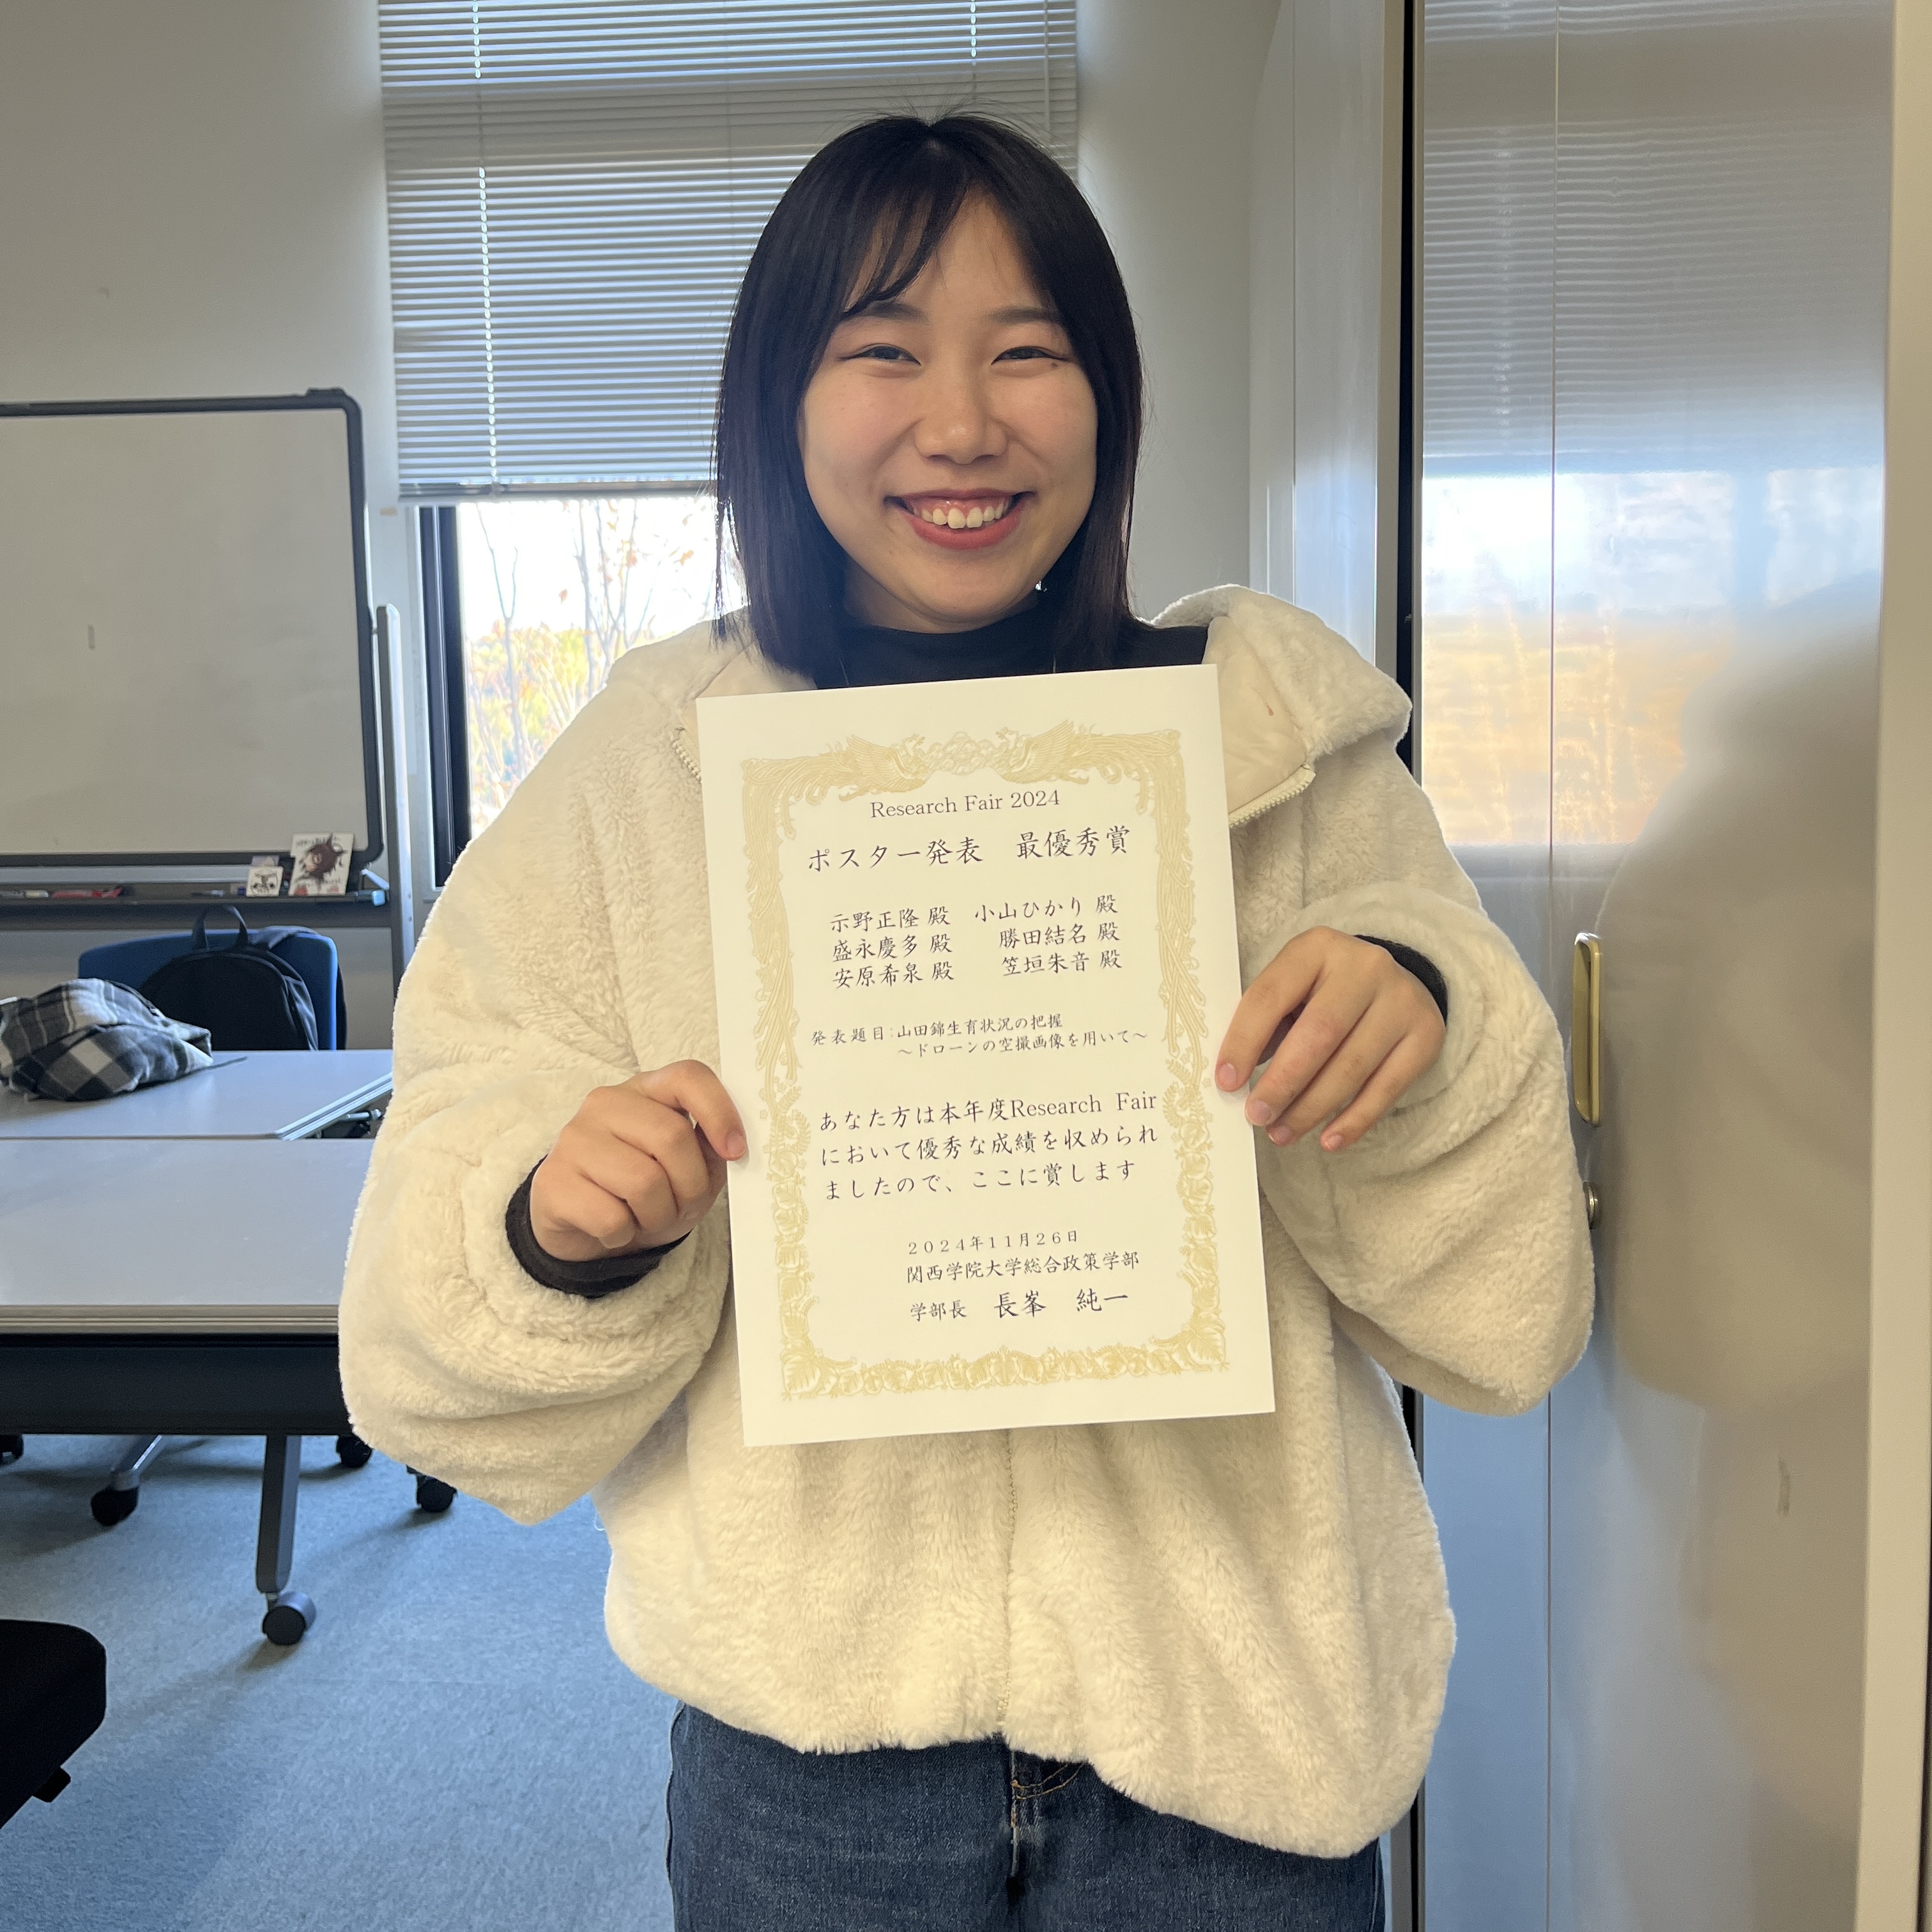 Research Fair 2024
ポスター発表　最優秀賞
示野正隆 殿　小山ひかり 殿
盛永慶多 殿　勝田結名 殿
安原希泉 殿　笠垣朱音 殿
発表題目：山田錦生育状況の把握
～ドローンの空撮画像を用いて～
あなた方は本年度Research Fair
において優秀な成績を収められ
ましたので、ここに賞します
２０２４年１１月２６日
関西学院大学総合政策学部
学部長　長峯　純一